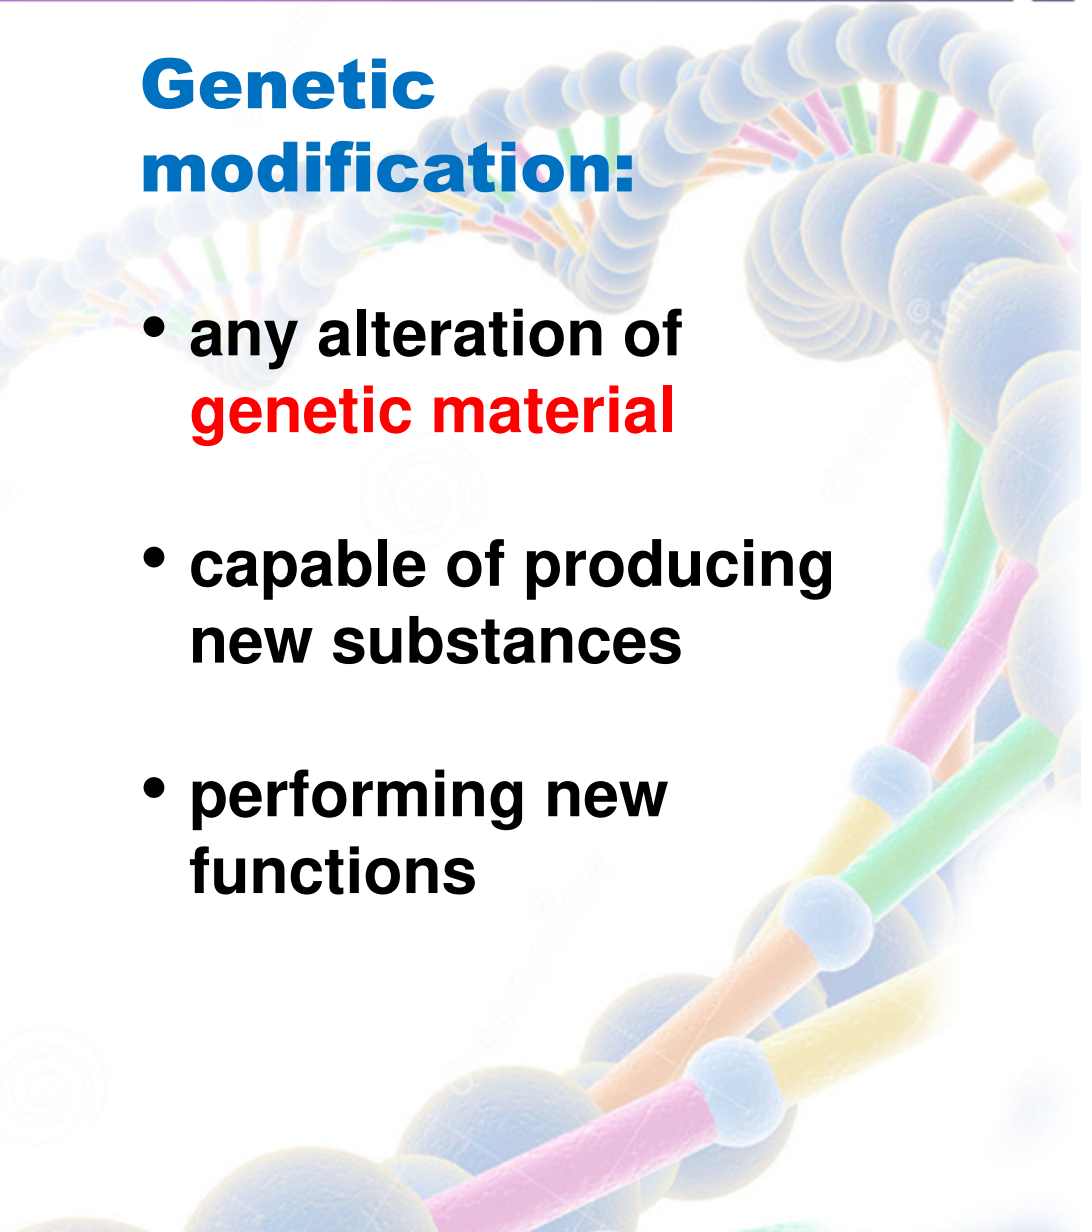 Genetic
modification:
• any alteration of
genetic material
• capable of producing
new substances
• performing new
functions